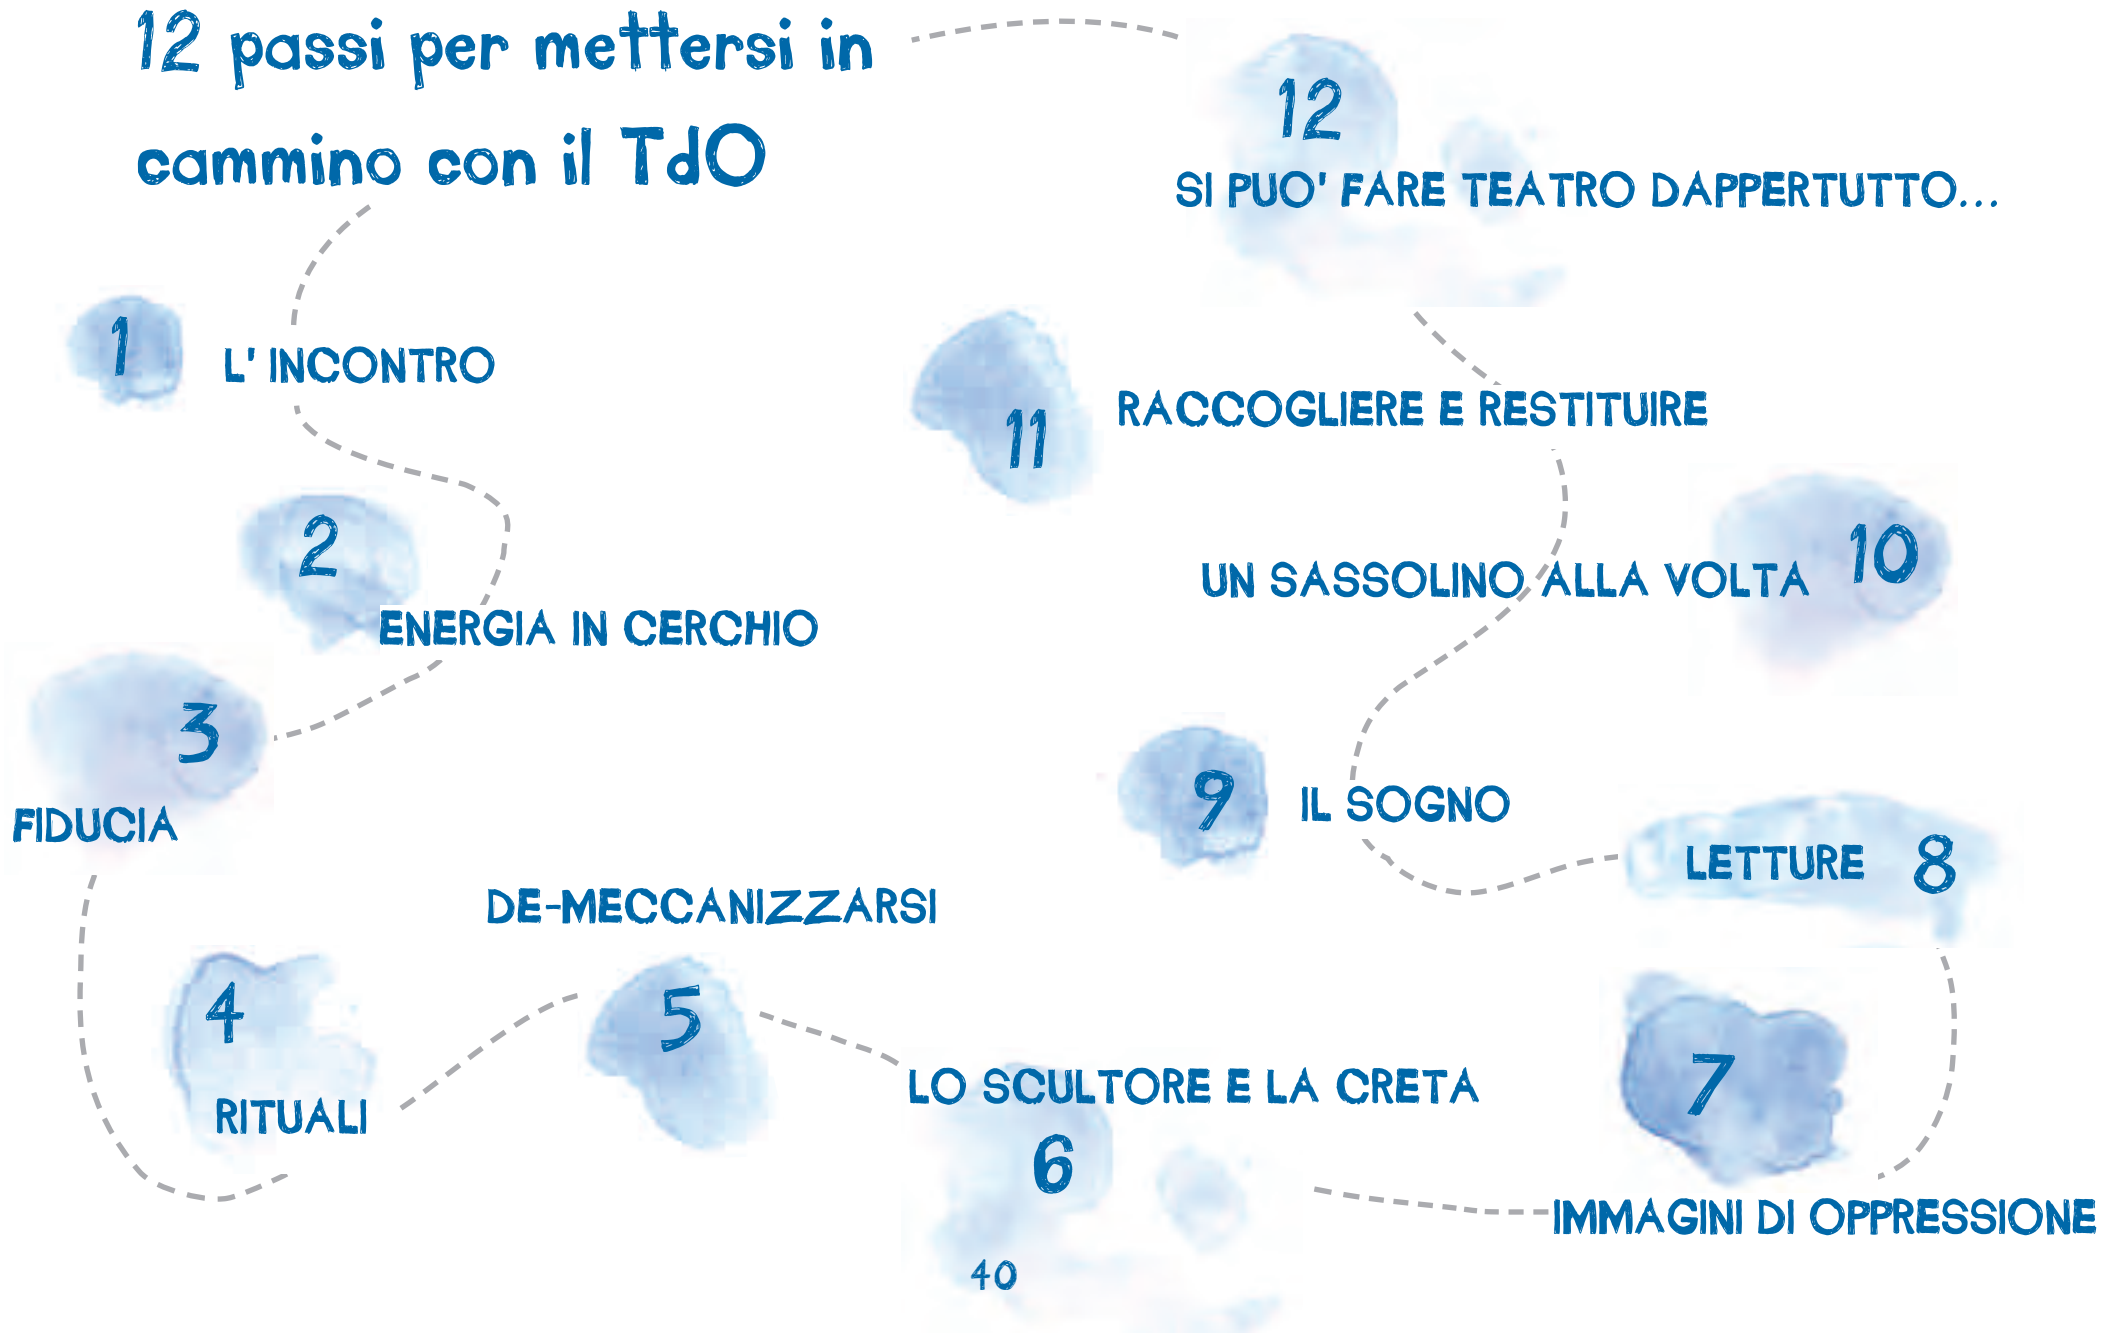 12 passi per mettersi in
cammino con il TdO
1
L' INCONTRO
2
ENERGIA IN CERCHIO
3
FIDUCIA
4
RITUALI
DE-MECCANIZZARSI
5
LO SCULTORE E LA CRETA
6
7
IMMAGINI DI OPPRESSIONE
LETTURE 8
9
IL SOGNO
UN SASSOLINO ALLA VOLTA 10
11
RACCOGLIERE E RESTITUIRE
12
SI PUO' FARE TEATRO DAPPERTUTTO...
40